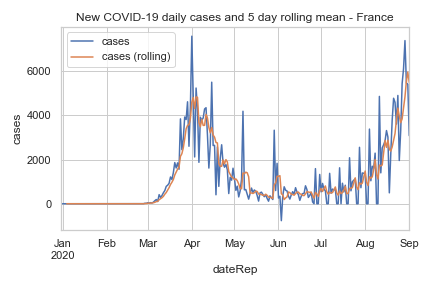 New COVID-19 daily cases and 5 day rolling mean - France
cases
cases (rolling)
6000
4000
2000
0
cases
Jan Feb Mar Apr May Jun Jul Aug Sep
2020
dateRep